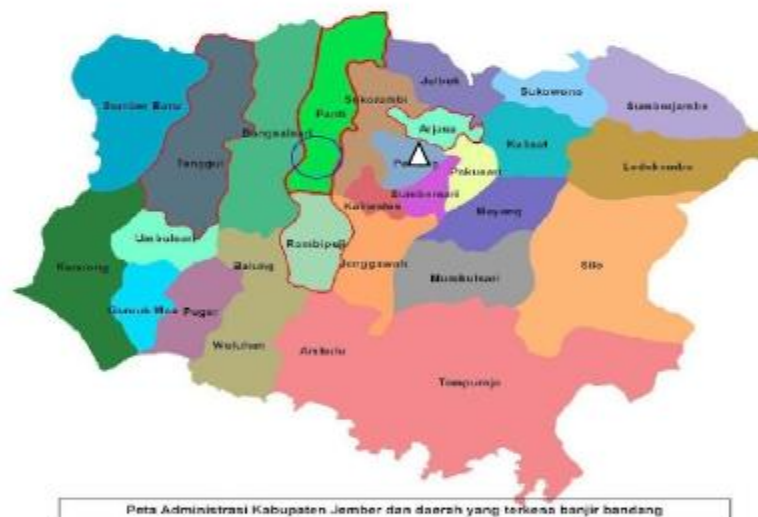 Jelbuk
Sukowono
Sumber Baru
Sukorambi
Sumberjambe
Panti
Arjasa
Bangsalsari
Kalisat
Tanggul
Pakusari
Ledokombo
Sumbersari
Kaliwates
Mayang
Umbulsari
Rambipuji
Kencong
Balung
Jenggawah
Silo
Mumbulsari
Gumuk Mas
Puger
Wuluhan
Ambulu
Tempurejo
Peta Administrasi Kabupaten Jember dan daerah yang terkena banjir bandang